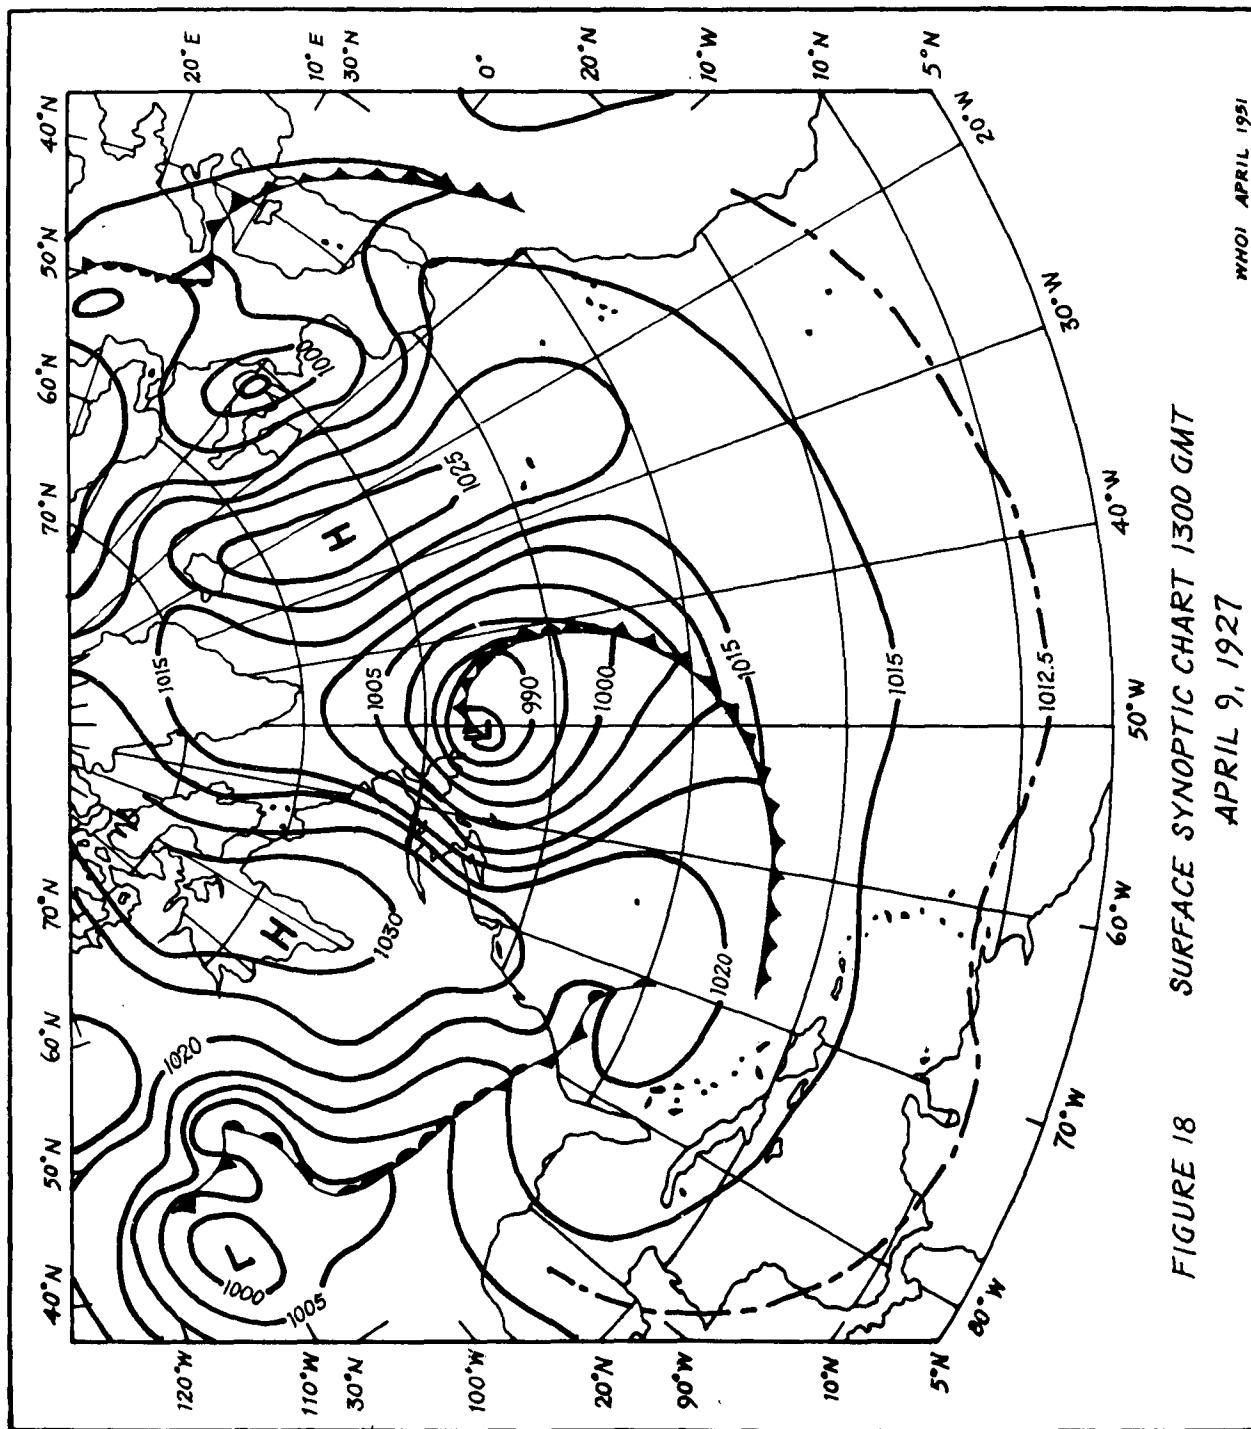 40°N
50°N
60°N
70°N
70°N
60°N
50°N
40°N
20°E
10°E
30°N
0°
20°N
10°W
10°N
5°N
20°W
30°W
40°W
50°W
60°W
70°W
80°W
120°W
110°W
30°N
100°W
20°N
90°W
10°N
5°N
1000
1025
H
1015
1005
L
990
1000
1015
1015
1012.5
H
1030
1020
1020
L
1000
1005
FIGURE 18
SURFACE SYNOPTIC CHART 1300 GMT
APRIL 9, 1927
WHOI APRIL 1951